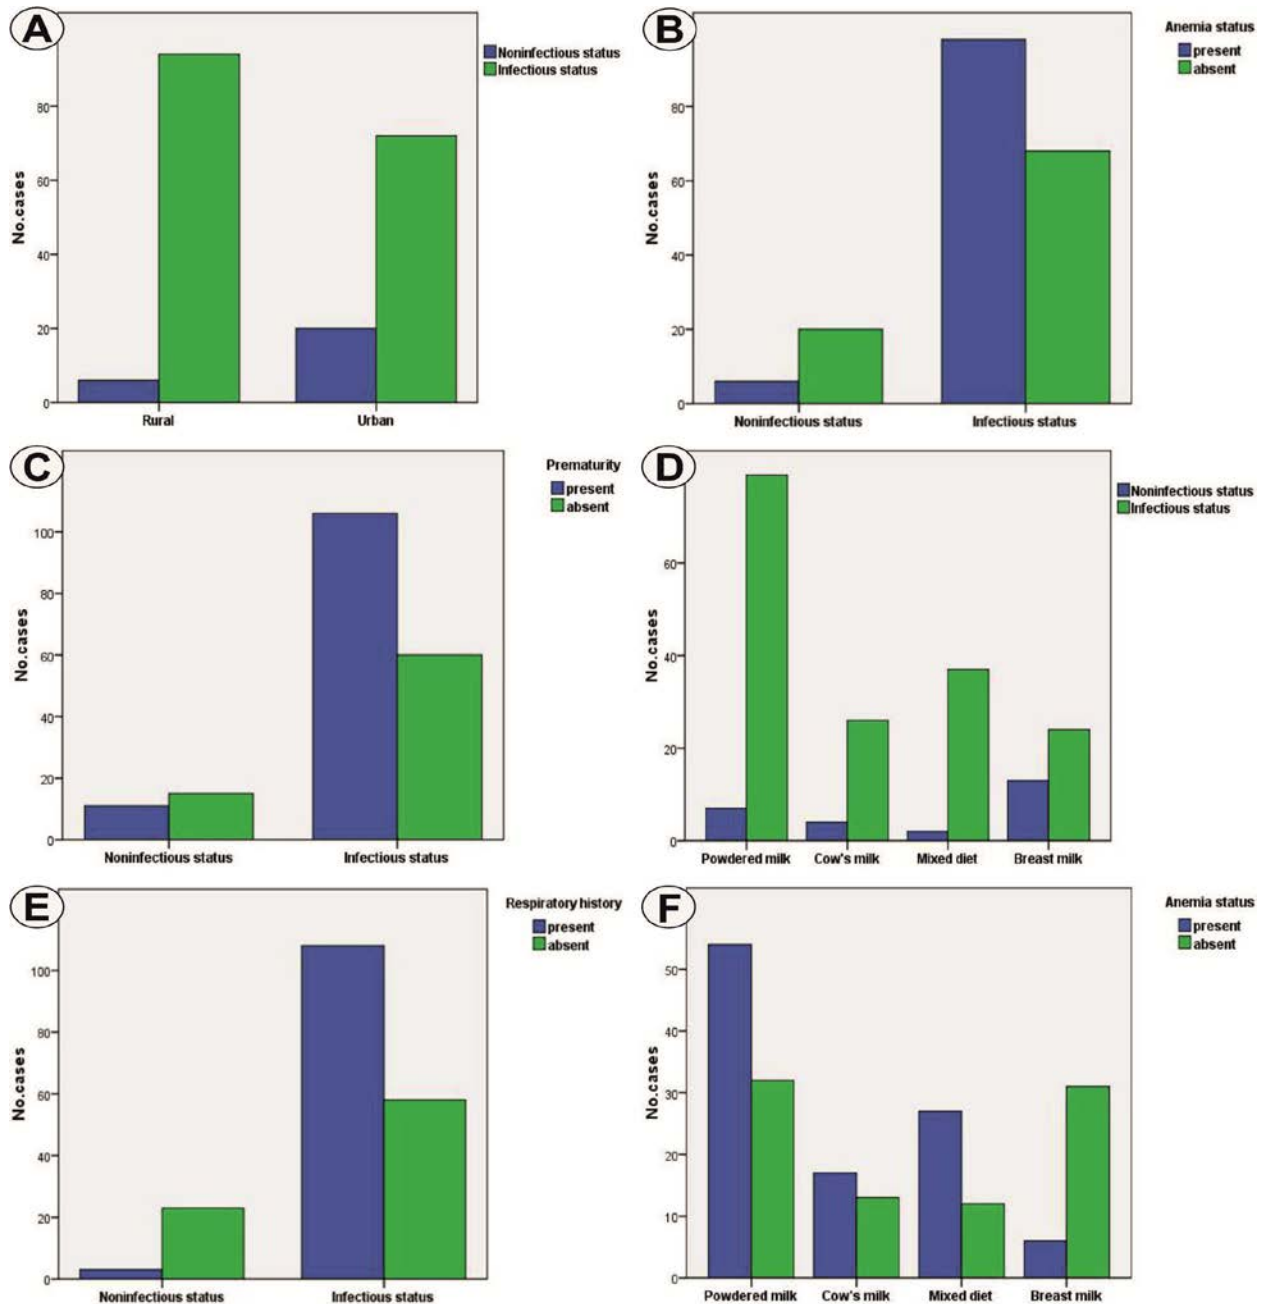 A
Noninfectious status
Infectious status
No.cases
80
60
40
20
0
Rural Urban
B
Anemia status
present
absent
No.cases
80
60
40
20
0
Noninfectious status Infectious status
C
Prematurity
present
absent
No.cases
100
80
60
40
20
0
Noninfectious status Infectious status
D
Noninfectious status
Infectious status
No.cases
60
40
20
0
Powdered milk Cow's milk Mixed diet Breast milk
E
Respiratory history
present
absent
No.cases
100
80
60
40
20
0
Noninfectious status Infectious status
F
Anemia status
present
absent
No.cases
50
40
30
20
10
0
Powdered milk Cow's milk Mixed diet Breast milk